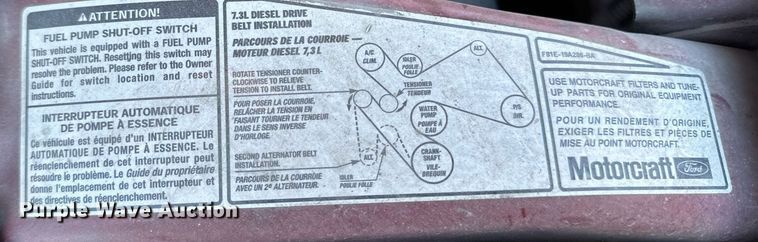 ATTENTION!
FUEL PUMP SHUT-OFF SWITCH
This vehicle is equipped with a FUEL PUMP
SHUT-OFF SWITCH. Resetting this switch may
resolve the problem. Please refer to the Owner
Guide for switch location and reset
instructions.
INTERRUPTEUR AUTOMATIQUE
DE POMPE À ESSENCE
Ce véhicule est équipé d'un INTERRUPTEUR
AUTOMATIQUE DE POMPE À ESSENCE. Le
réenclenchement de cet interrupteur peut
résoudre le problème. Le Guide du propriétaire
donne l'emplacement de cet interrupteur et
des directives de réenclenchement.
7.3L DIESEL DRIVE
BELT INSTALLATION
PARCOURS DE LA COURROIE—
MOTEUR DIESEL 7,3 L
ROTATE TENSIONER COUNTER-
CLOCKWISE TO RELIEVE
TENSION TO INSTALL BELT.
POUR POSER LA COURROIE,
RELÂCHER LA TENSION EN
FAISANT TOURNER LE TENDEUR
DANS LE SENS INVERSE
D'HORLOGE.
SECOND ALTERNATOR BELT
INSTALLATION.
PARCOURS DE LA COURROIE
AVEC UN 2e ALTERNATEUR.
A/C
CLIM.
IDLER
POULIE
FOLLE
ALT.
TENSIONER
TENDEUR
WATER
PUMP
POMPE À
EAU
P/S
DIR.
ALT.
IDLER
POULIE FOLLE
CRANK-
SHAFT
VILE-
BREQUIN
F81E-19A286-BA
USE MOTORCRAFT FILTERS AND TUNE-
UP PARTS FOR ORIGINAL EQUIPMENT
PERFORMANCE.
POUR UN RENDEMENT D'ORIGINE,
EXIGER LES FILTRES ET PIÈCES DE
MISE AU POINT MOTORCRAFT.
Motorcraft Ford
Purple Wave Auction